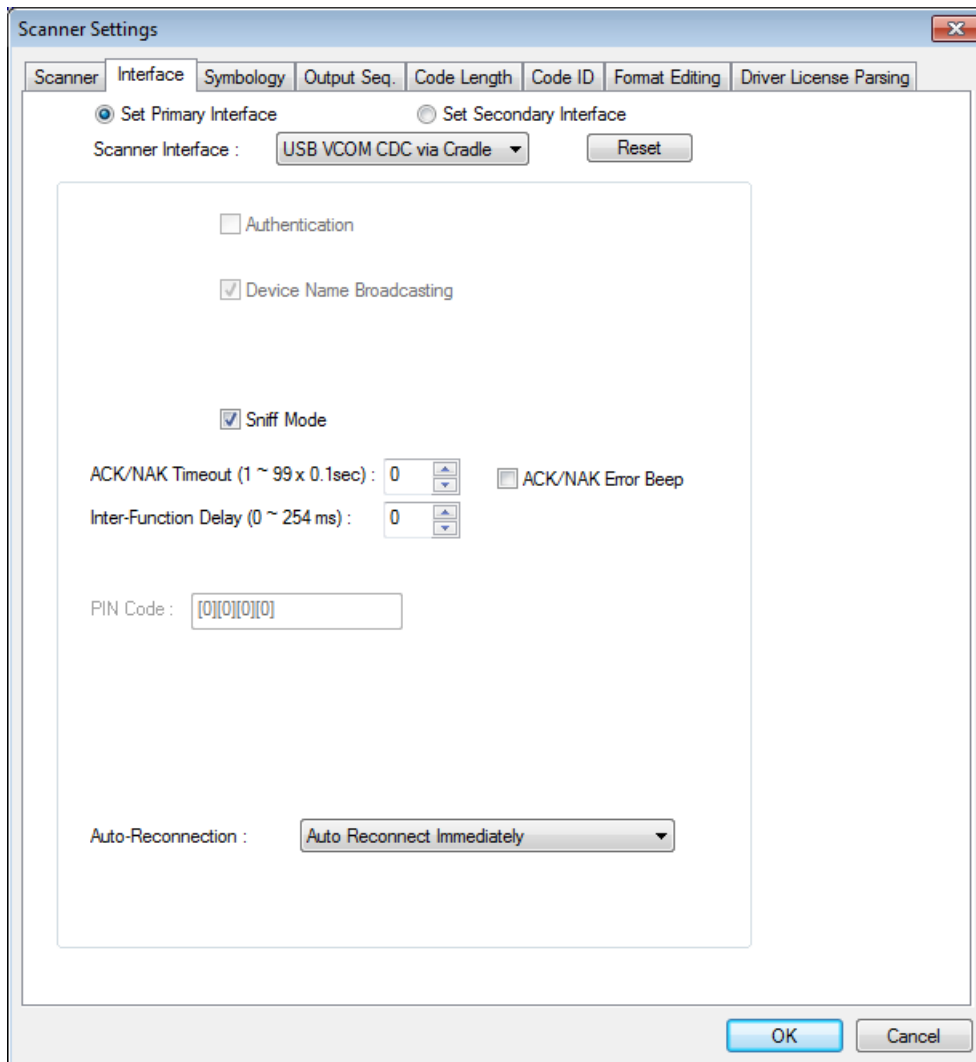 Scanner Settings
Scanner Interface Symbology Output Seq. Code Length Code ID Format Editing Driver License Parsing
Set Primary Interface Set Secondary Interface
Scanner Interface : USB VCOM CDC via Cradle Reset
Authentication
Device Name Broadcasting
Sniff Mode
ACK/NAK Timeout (1 ~ 99 x 0.1sec) : 0 ACK/NAK Error Beep
Inter-Function Delay (0 ~ 254 ms) : 0
PIN Code : [0][0][0][0]
Auto-Reconnection : Auto Reconnect Immediately
OK Cancel